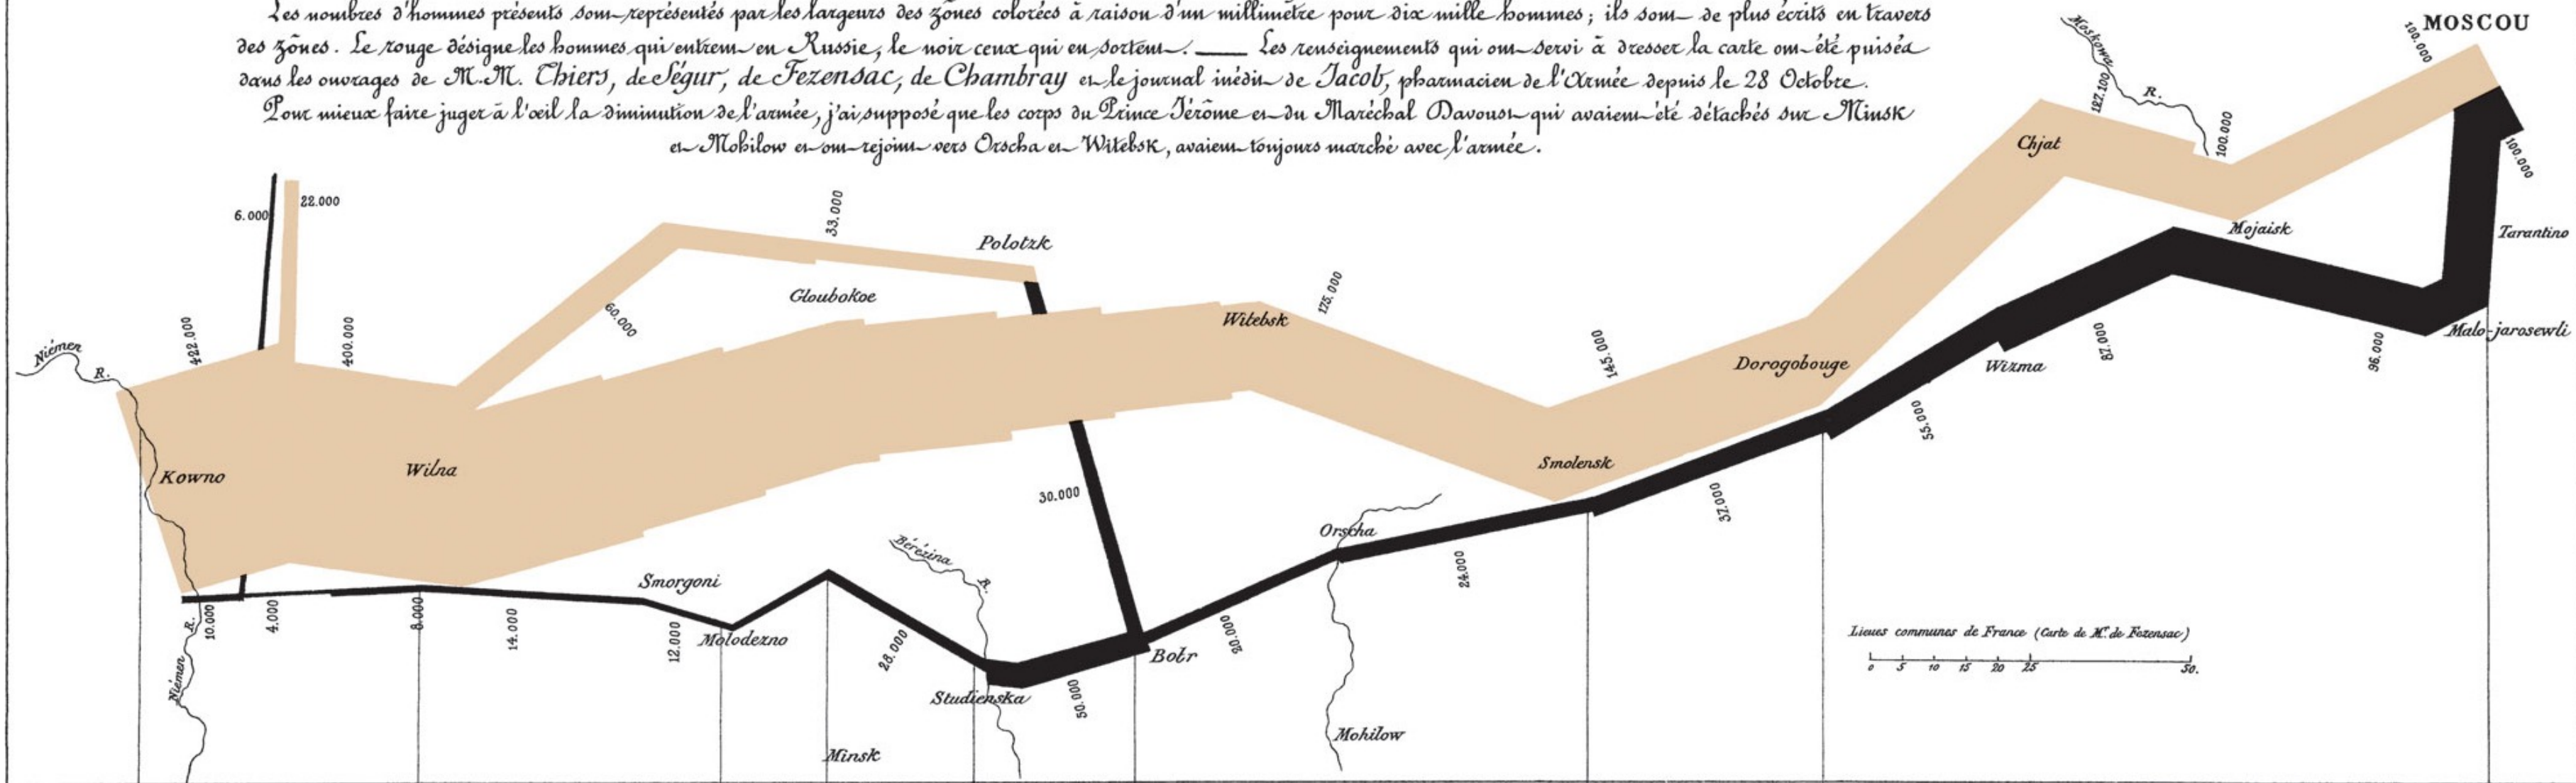 Les nombres d'hommes présents sont représentés par les largeurs des zônes colorées à raison d'un millimètre pour dix mille hommes ; ils sont de plus écrits en travers
des zônes. Le rouge désigne les hommes qui entrent en Russie, le noir ceux qui en sortent. ____ Les renseignements qui ont servi à dresser la carte ont été puisés
dans les ouvrages de M.M. Thiers, de Ségur, de Fezensac, de Chambray et le journal inédit de Jacob, pharmacien de l'Armée depuis le 28 Octobre.
Pour mieux faire juger à l'œil la diminution de l'armée, j'ai supposé que les corps du Prince Jérôme et du Maréchal Davoust qui avaient été détachés sur Minsk
et Mohilow et ont rejoint vers Orscha et Witebsk, avaient toujours marché avec l'armée.
MOSCOU
100.000
Moskowa
R.
127.100
100.000
Chjat
Mojaisk
100.000
Tarantino
Malo-jarosewli
6.000
22.000
33.000
Polotzk
Gloubokoe
60.000
422.000
400.000
Niémen
R.
Kowno
Wilna
Witebsk
175.000
145.000
Smolensk
Dorogobouge
Wizma
87.000
96.000
55.000
37.000
30.000
Orscha
24.000
Bérézina
R.
Smorgoni
Molodezno
10.000
4.000
8.000
14.000
12.000
28.000
Studienska
50.000
Bobr
20.000
R.
Niémen
Minsk
Mohilow
Lieues communes de France (Carte de Mr. de Fezensac)
0 5 10 15 20 25 50.